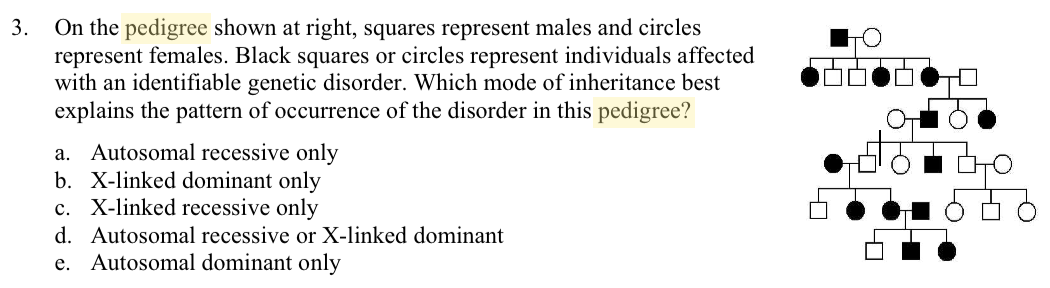 3. On the pedigree shown at right, squares represent males and circles
represent females. Black squares or circles represent individuals affected
with an identifiable genetic disorder. Which mode of inheritance best
explains the pattern of occurrence of the disorder in this pedigree?
a. Autosomal recessive only
b. X-linked dominant only
c. X-linked recessive only
d. Autosomal recessive or X-linked dominant
e. Autosomal dominant only